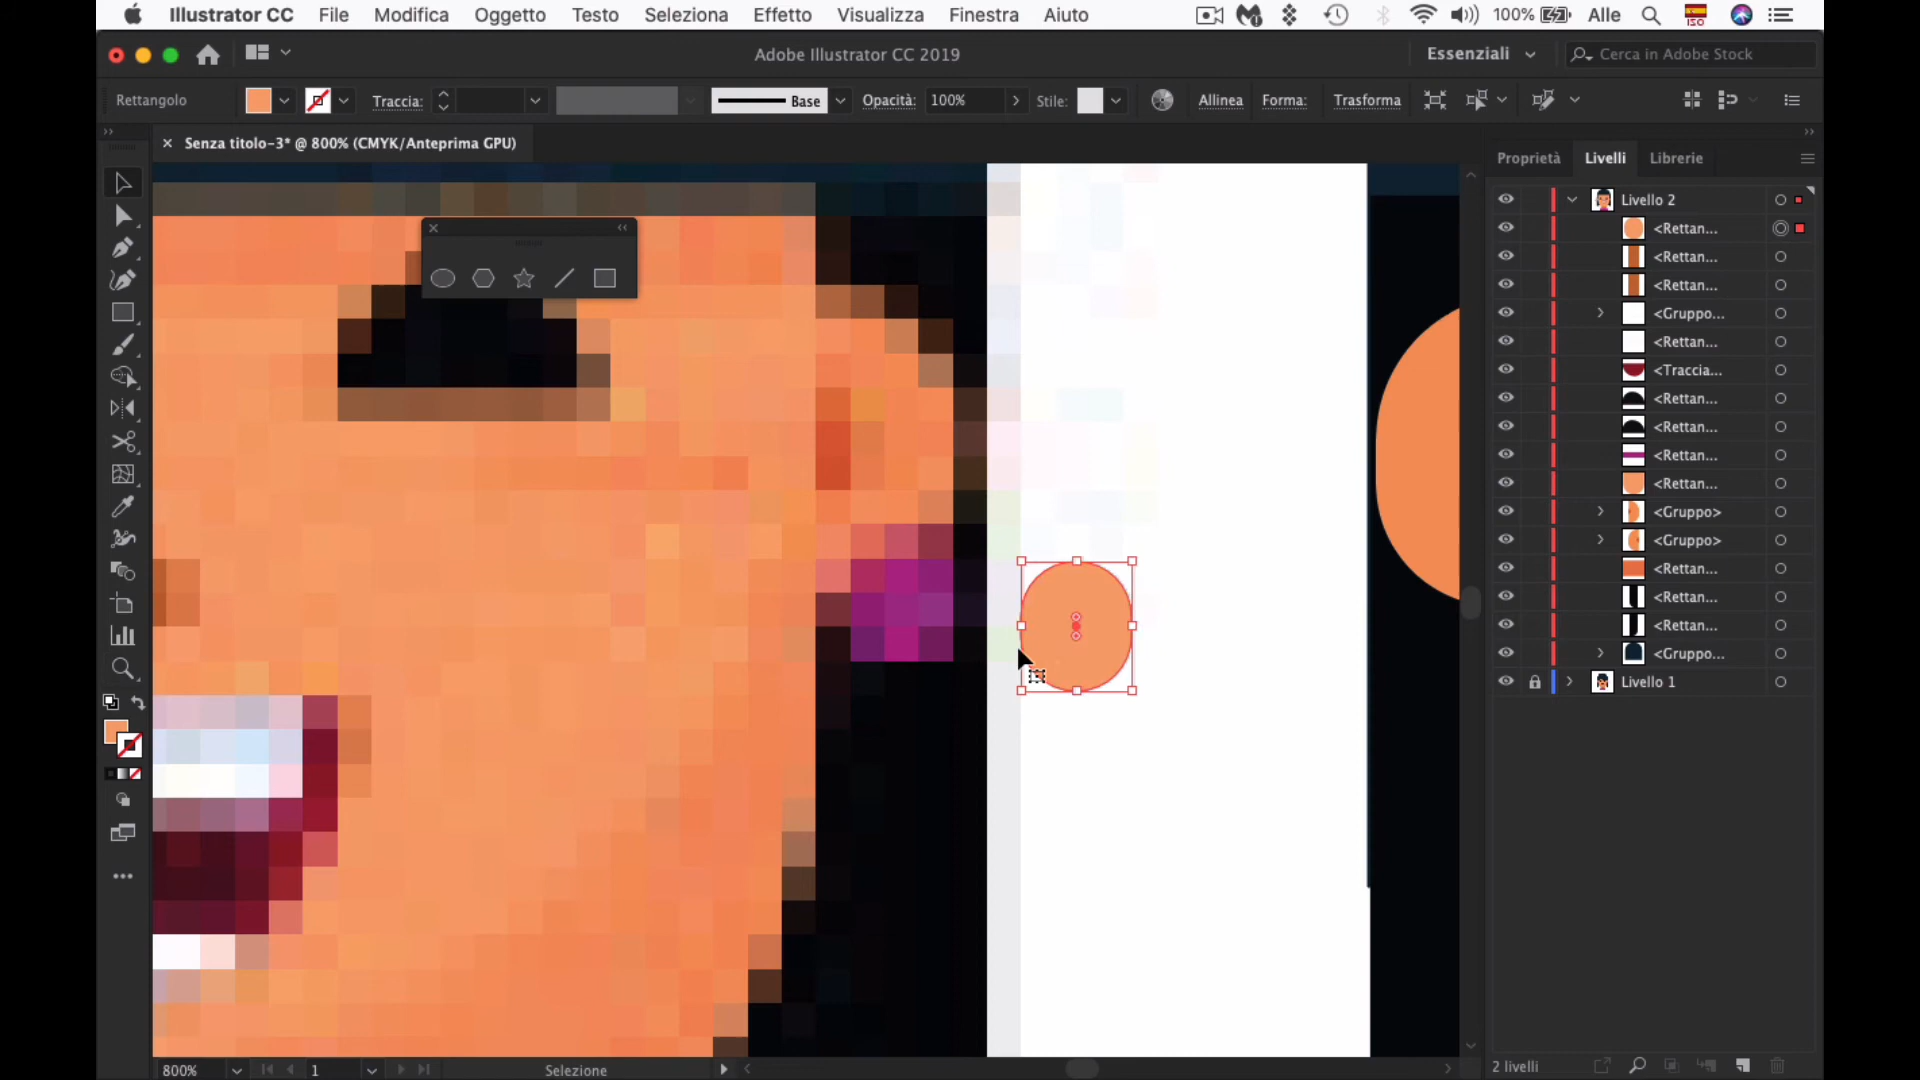 Illustrator CC File Modifica Oggetto Testo Seleziona Effetto Visualizza Finestra Aiuto 100% Alle ISO
Adobe Illustrator CC 2019 Essenziali Cerca in Adobe Stock
Rettangolo Traccia: Base Opacità: 100% Stile: Allinea Forma: Trasforma
Senza titolo-3* @ 800% (CMYK/Anteprima GPU)
Proprietà Livelli Librerie
Livello 2
<Rettan...
<Rettan...
<Rettan...
<Gruppo...
<Rettan...
<Traccia...
<Rettan...
<Rettan...
<Rettan...
<Rettan...
<Gruppo>
<Gruppo>
<Rettan...
<Rettan...
<Rettan...
<Gruppo...
Livello 1
800% 1 Selezione 2 livelli